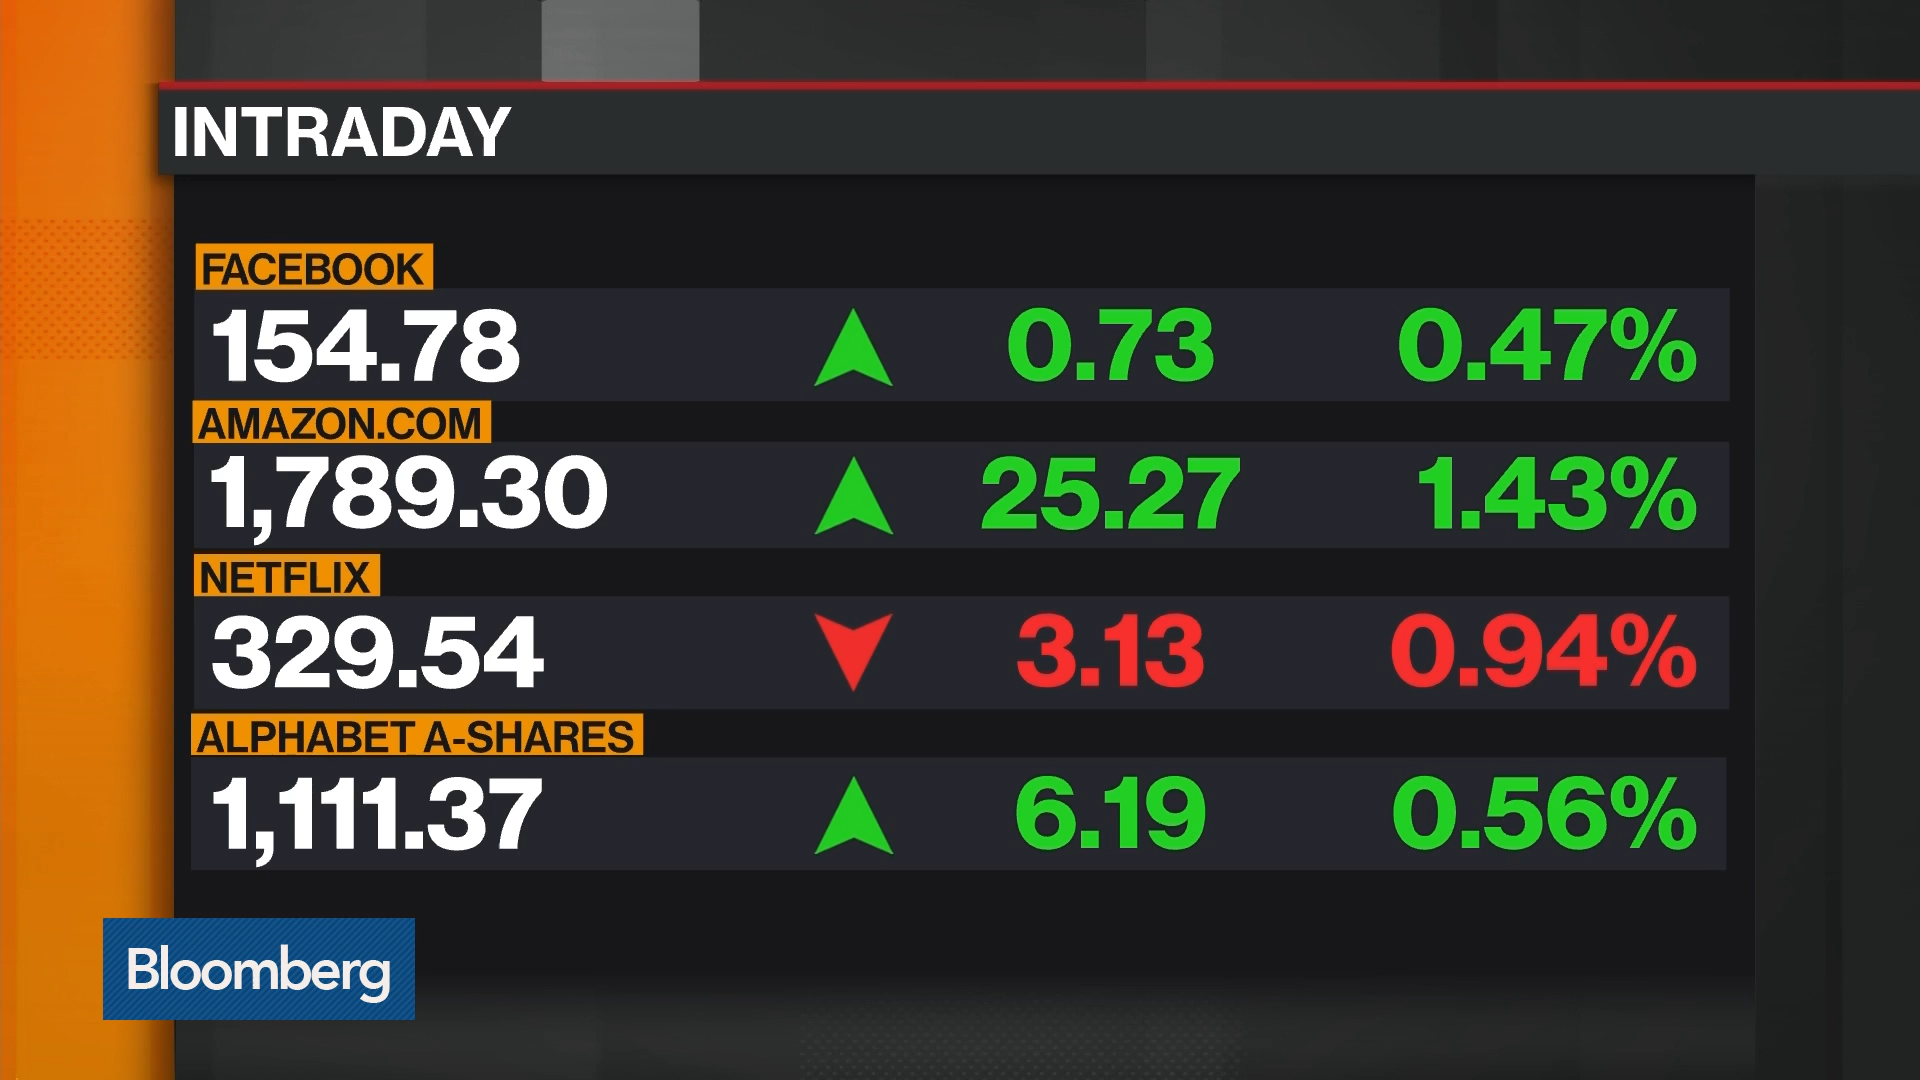 INTRADAY
FACEBOOK
154.78 ▲ 0.73 0.47%
AMAZON.COM
1,789.30 ▲ 25.27 1.43%
NETFLIX
329.54 ▼ 3.13 0.94%
ALPHABET A-SHARES
1,111.37 ▲ 6.19 0.56%
Bloomberg